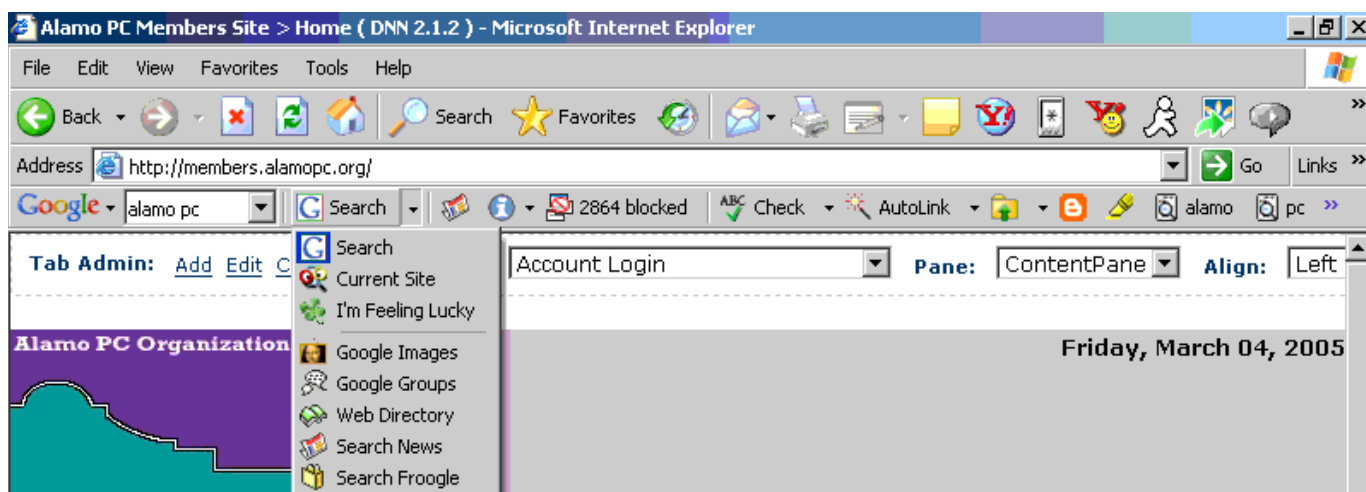 Alamo PC Members Site > Home ( DNN 2.1.2 ) - Microsoft Internet Explorer
File Edit View Favorites Tools Help
Back Search Favorites »
Address http://members.alamopc.org/ Go Links »
Google alamo pc G Search 2864 blocked ABC Check AutoLink alamo pc »
Tab Admin: Add Edit C Account Login Pane: ContentPane Align: Left
G Search
Current Site
I'm Feeling Lucky
Alamo PC Organization Friday, March 04, 2005
Google Images
Google Groups
Web Directory
Search News
Search Froogle